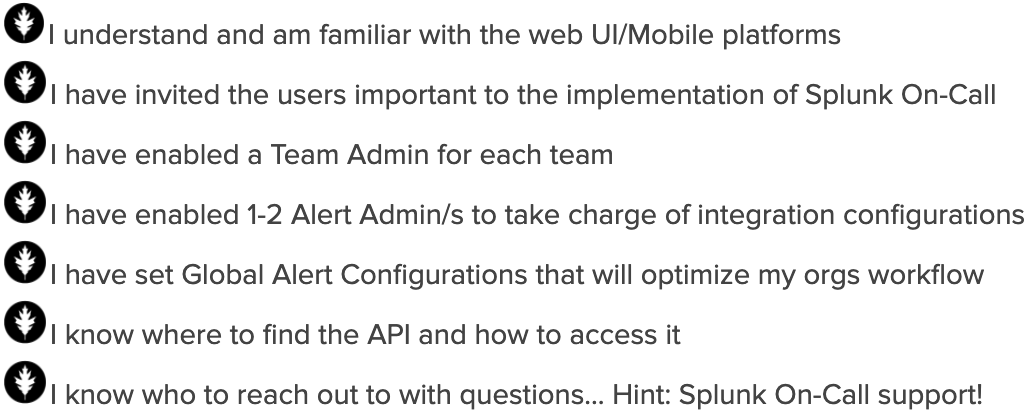 I understand and am familiar with the web UI/Mobile platforms
I have invited the users important to the implementation of Splunk On-Call
I have enabled a Team Admin for each team
I have enabled 1-2 Alert Admin/s to take charge of integration configurations
I have set Global Alert Configurations that will optimize my orgs workflow
I know where to find the API and how to access it
I know who to reach out to with questions... Hint: Splunk On-Call support!